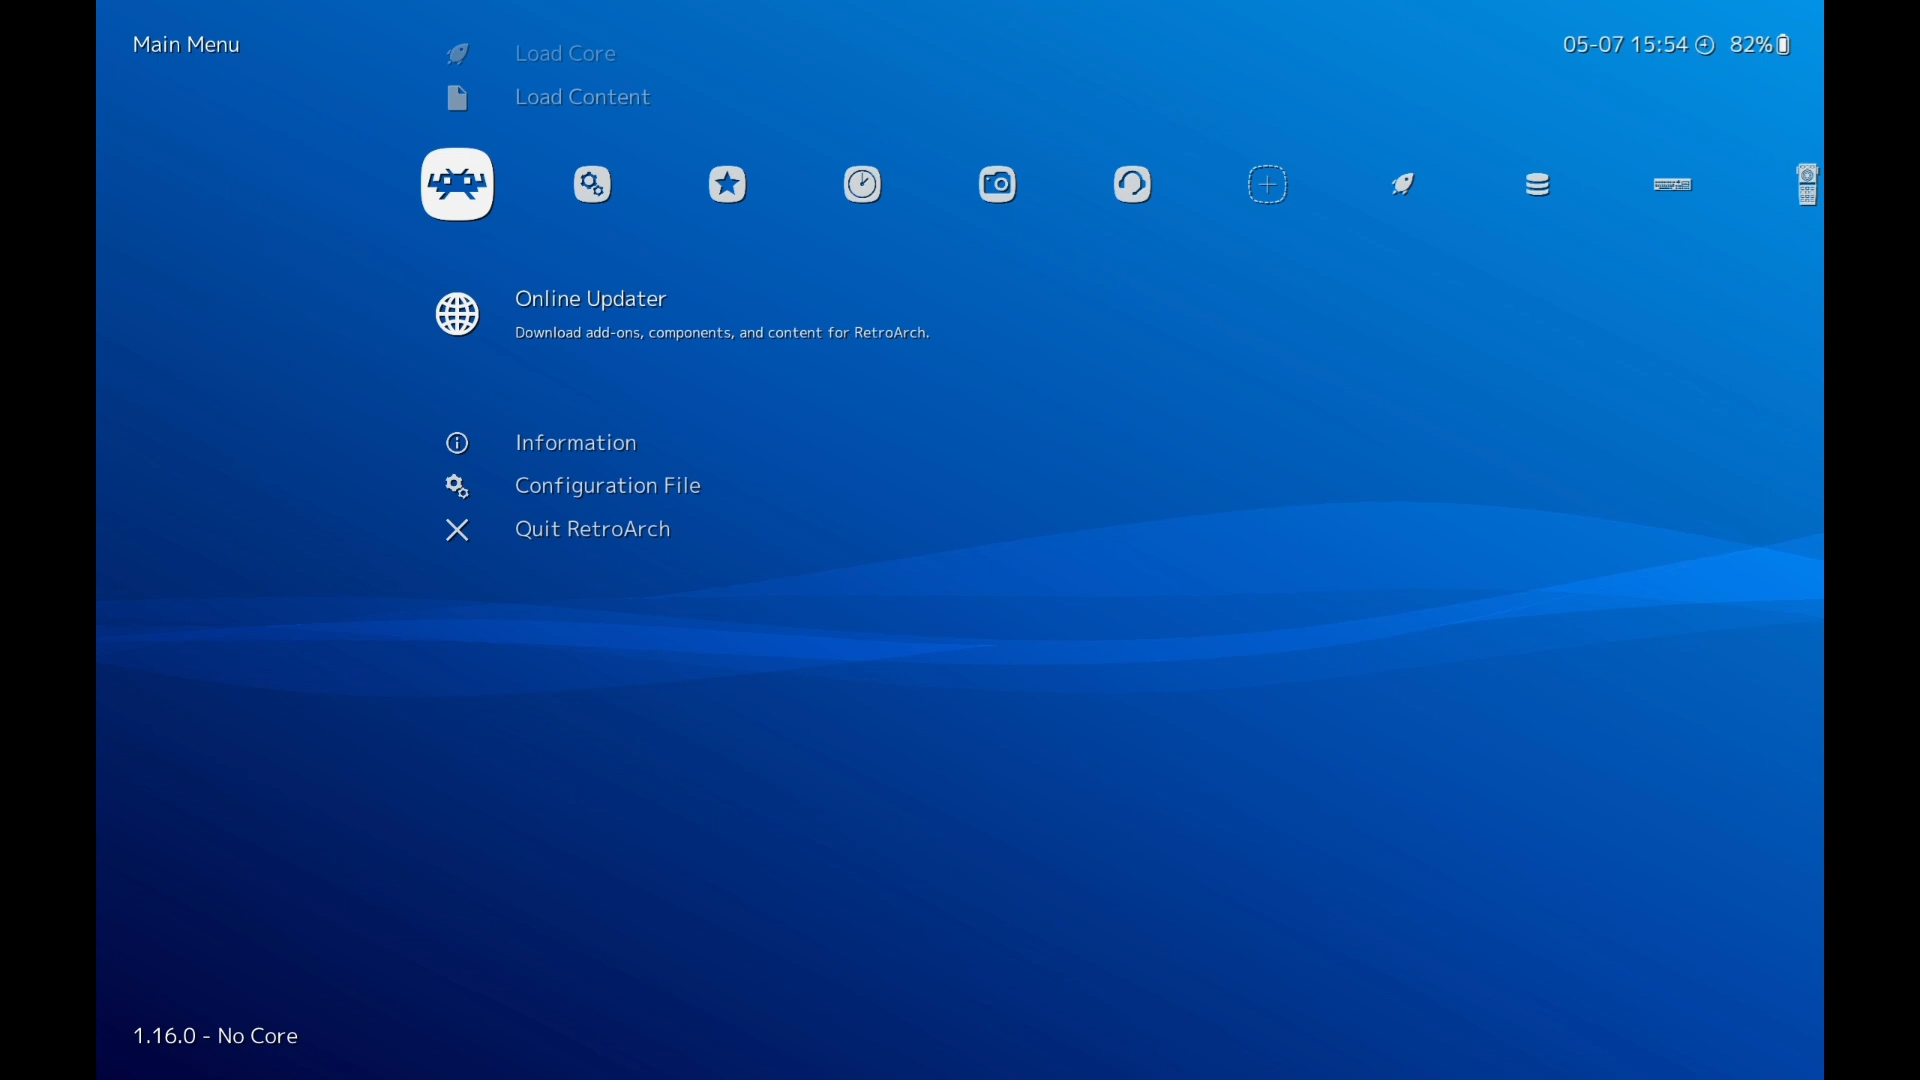 Main Menu
05-07 15:54 82%
Load Core
Load Content
Online Updater
Download add-ons, components, and content for RetroArch.
Information
Configuration File
Quit RetroArch
1.16.0 - No Core